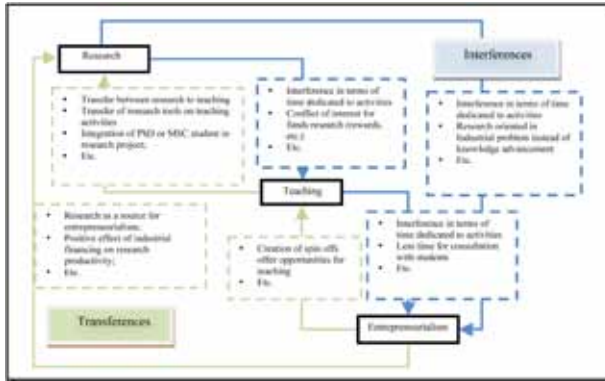 Research
Interferences
Transfer between research to teaching
Transfer of research tools on teaching
activities
Integration of PhD or MSC student in
research project;
Etc.
Interference in terms of
time dedicated to activities
Conflict of interest for
funds research (rewards,
etc.)
Etc.
Interference in terms of time
dedicated to activities
Research oriented in
Industrial problem instead of
knowledge advancement
Etc.
Teaching
Research as a source for
entrepreneurialism;
Positive effect of industrial
financing on research
productivity;
Etc.
Creation of spin offs
offer opportunities for
teaching
Etc.
Interference in terms of
time dedicated to activities
Less time for consultation
with students
Etc.
Transferences
Entrepreneurialism